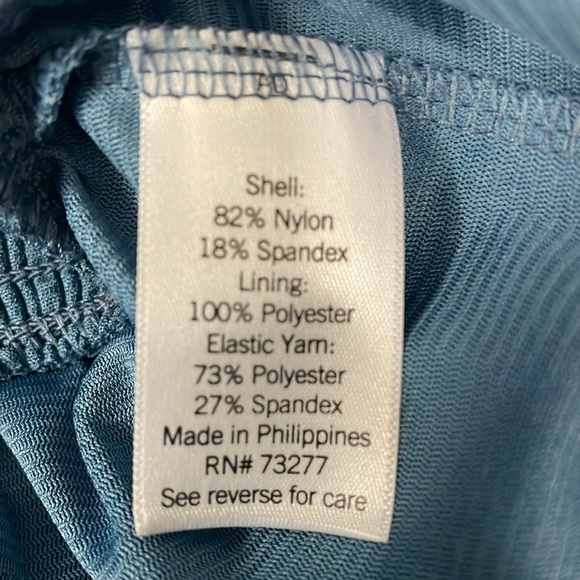 Shell:
82% Nylon
18% Spandex
Lining:
100% Polyester
Elastic Yarn:
73% Polyester
27% Spandex
Made in Philippines
RN# 73277
See reverse for care